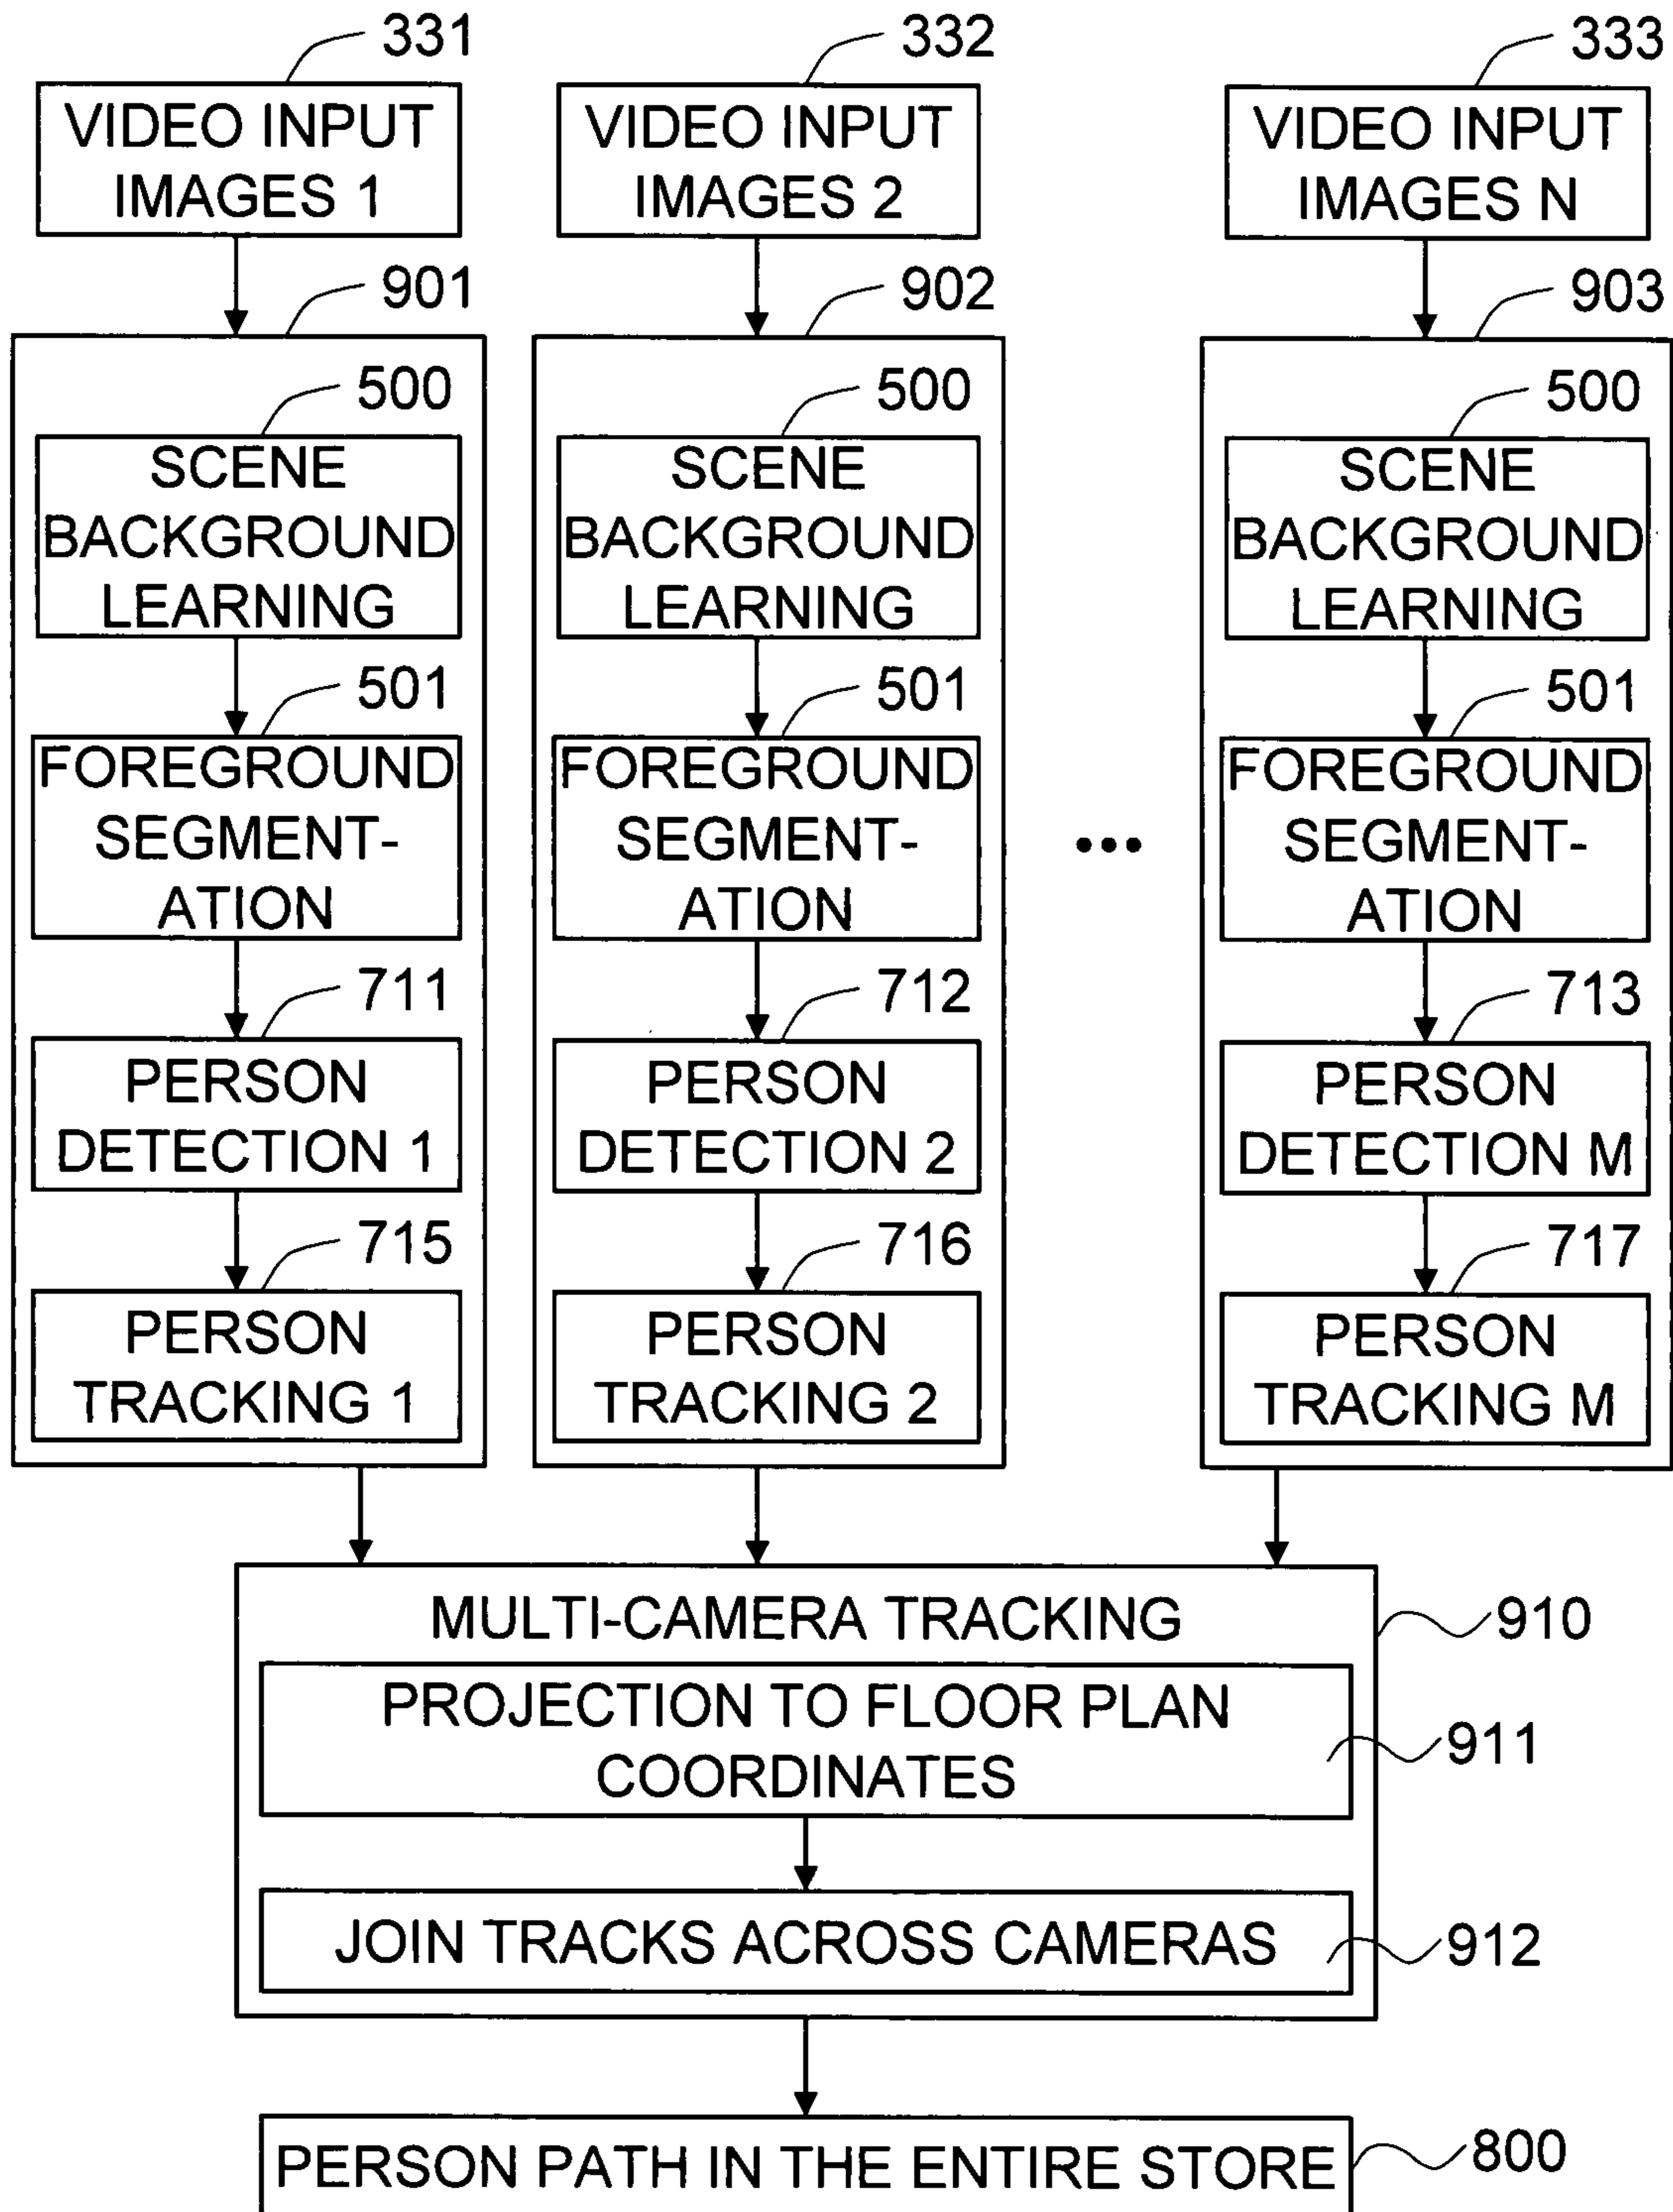 331
332
333
VIDEO INPUT
IMAGES 1
VIDEO INPUT
IMAGES 2
VIDEO INPUT
IMAGES N
901
902
903
500
500
500
SCENE
BACKGROUND
LEARNING
SCENE
BACKGROUND
LEARNING
SCENE
BACKGROUND
LEARNING
501
501
501
FOREGROUND
SEGMENT-
ATION
FOREGROUND
SEGMENT-
ATION
•••
FOREGROUND
SEGMENT-
ATION
711
712
713
PERSON
DETECTION 1
PERSON
DETECTION 2
PERSON
DETECTION M
715
716
717
PERSON
TRACKING 1
PERSON
TRACKING 2
PERSON
TRACKING M
MULTI-CAMERA TRACKING
910
PROJECTION TO FLOOR PLAN
COORDINATES
911
JOIN TRACKS ACROSS CAMERAS
912
PERSON PATH IN THE ENTIRE STORE
800